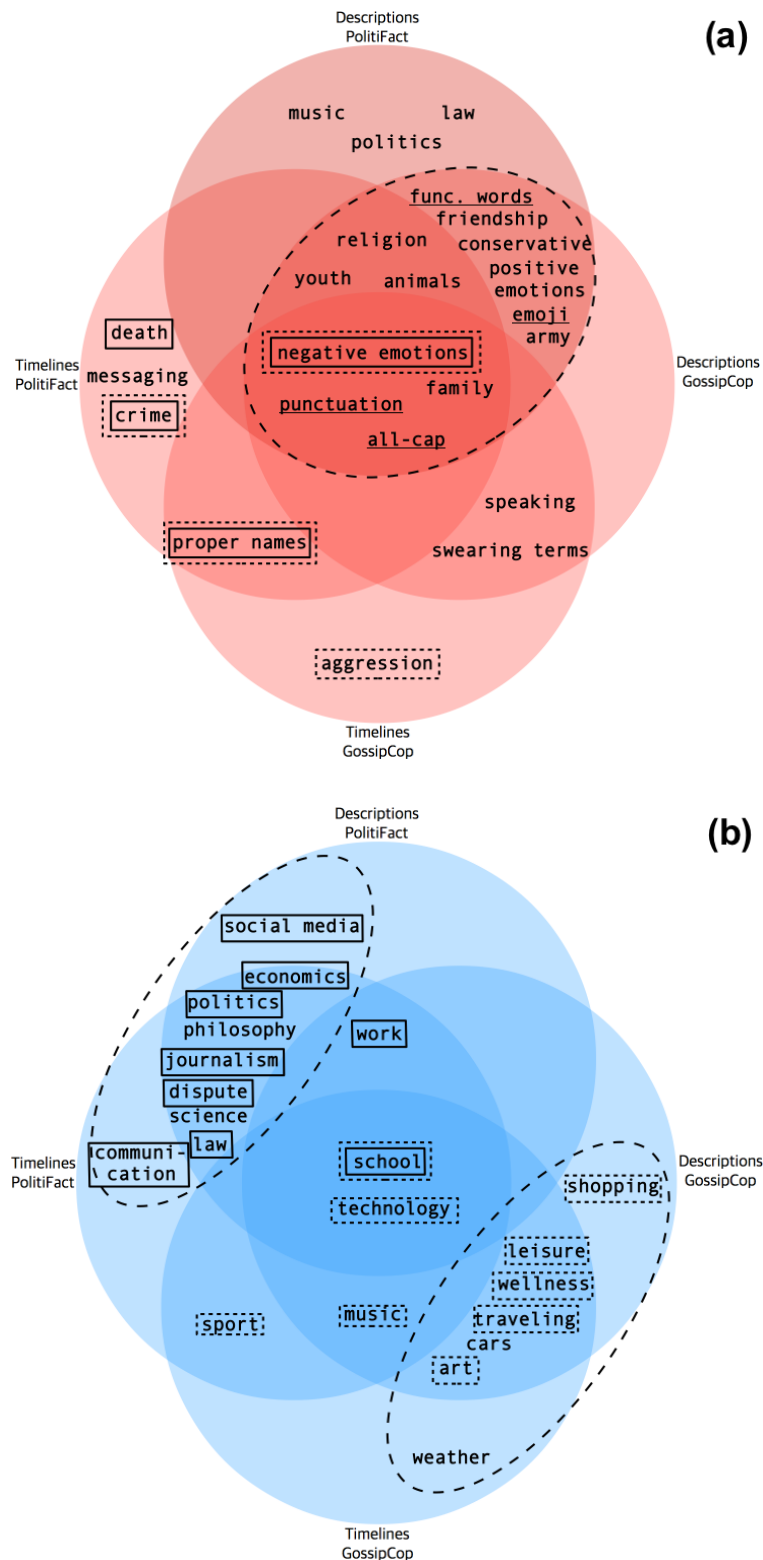 Descriptions
PolitiFact
(a)
music
law
politics
func. words
friendship
religion
conservative
positive
emotions
youth
animals
emoji
army
death
negative emotions
Timelines
PolitiFact
messaging
Descriptions
GossipCop
family
crime
punctuation
all-cap
speaking
proper names
swearing terms
aggression
Timelines
GossipCop
Descriptions
PolitiFact
(b)
social media
economics
politics
philosophy
work
journalism
dispute
science
law
communi-
cation
Timelines
PolitiFact
school
Descriptions
GossipCop
shopping
technology
leisure
wellness
music
traveling
sport
cars
art
weather
Timelines
GossipCop